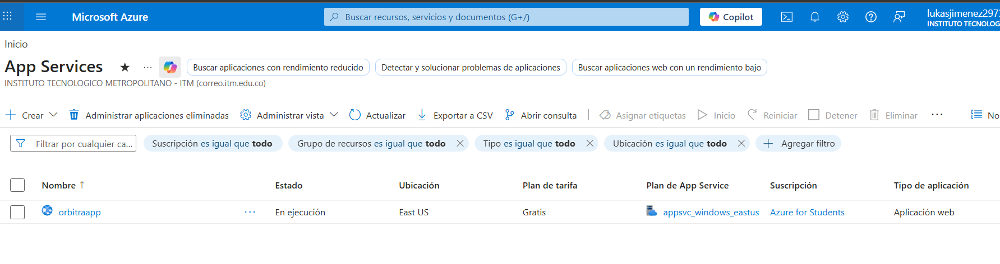 Microsoft Azure
Buscar recursos, servicios y documentos (G+/)
Copilot
lukasjimenez297
INSTITUTO TECNOLOG
Inicio
App Services
Buscar aplicaciones con rendimiento reducido
Detectar y solucionar problemas de aplicaciones
Buscar aplicaciones web con un rendimiento bajo
INSTITUTO TECNOLOGICO METROPOLITANO - ITM (correo.itm.edu.co)
Crear
Administrar aplicaciones eliminadas
Administrar vista
Actualizar
Exportar a CSV
Abrir consulta
Asignar etiquetas
Inicio
Reiniciar
Detener
Eliminar
No
Filtrar por cualquier ca...
Suscripción es igual que todo
Grupo de recursos es igual que todo
Tipo es igual que todo
Ubicación es igual que todo
Agregar filtro
Nombre ↑ Estado Ubicación Plan de tarifa Plan de App Service Suscripción Tipo de aplicación
orbitraapp ... En ejecución East US Gratis appsvc_windows_eastus Azure for Students Aplicación web